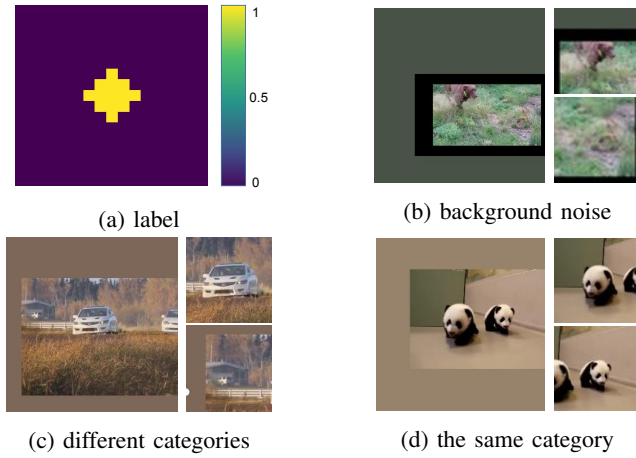 1
0.5
0
(a) label
(b) background noise
(c) different categories
(d) the same category